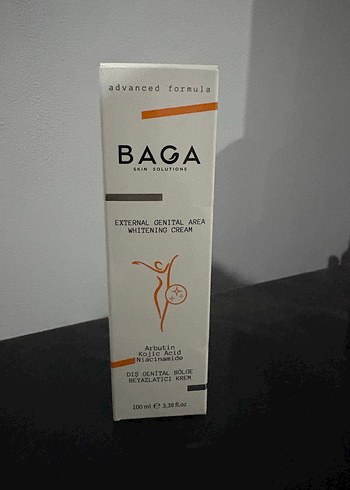 advanced formula
BAGA
SKIN SOLUTIONS
EXTERNAL GENITAL AREA
WHITENING CREAM
Arbutin
Kojic Acid
Niacinamide
DIŞ GENİTAL BÖLGE
BEYAZLATICI KREM
100 ml ℮ 3.38 fl.oz